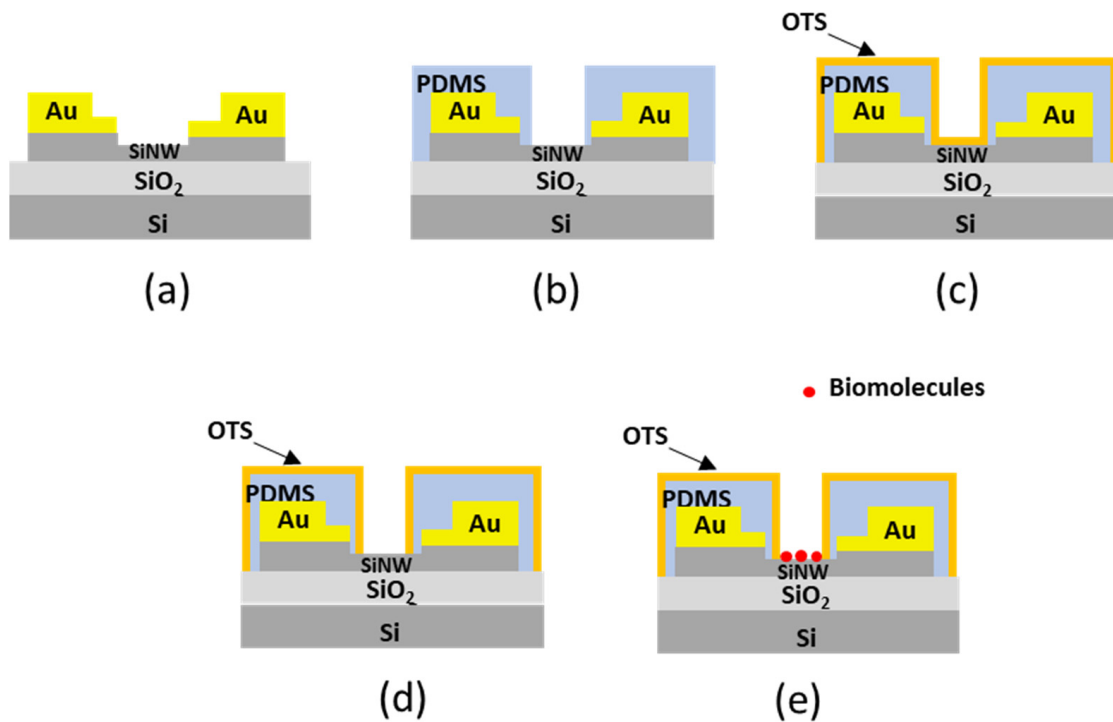 Au
Au
SiNW
SiO2
Si
(a)
PDMS
Au
Au
SiNW
SiO2
Si
(b)
OTS
PDMS
Au
Au
SiNW
SiO2
Si
(c)
OTS
PDMS
Au
Au
SiNW
SiO2
Si
(d)
Biomolecules
OTS
PDMS
Au
Au
SiNW
SiO2
Si
(e)